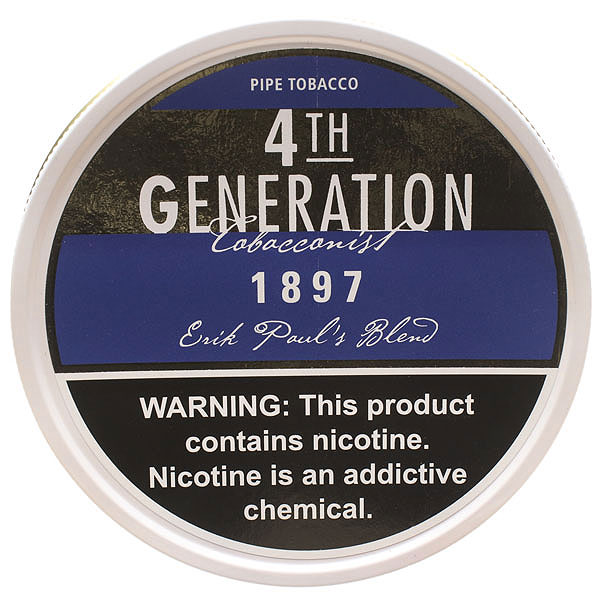 PIPE TOBACCO
4TH
GENERATION
Tobacconist
1897
Erik Paul's Blend
WARNING: This product
contains nicotine.
Nicotine is an addictive
chemical.